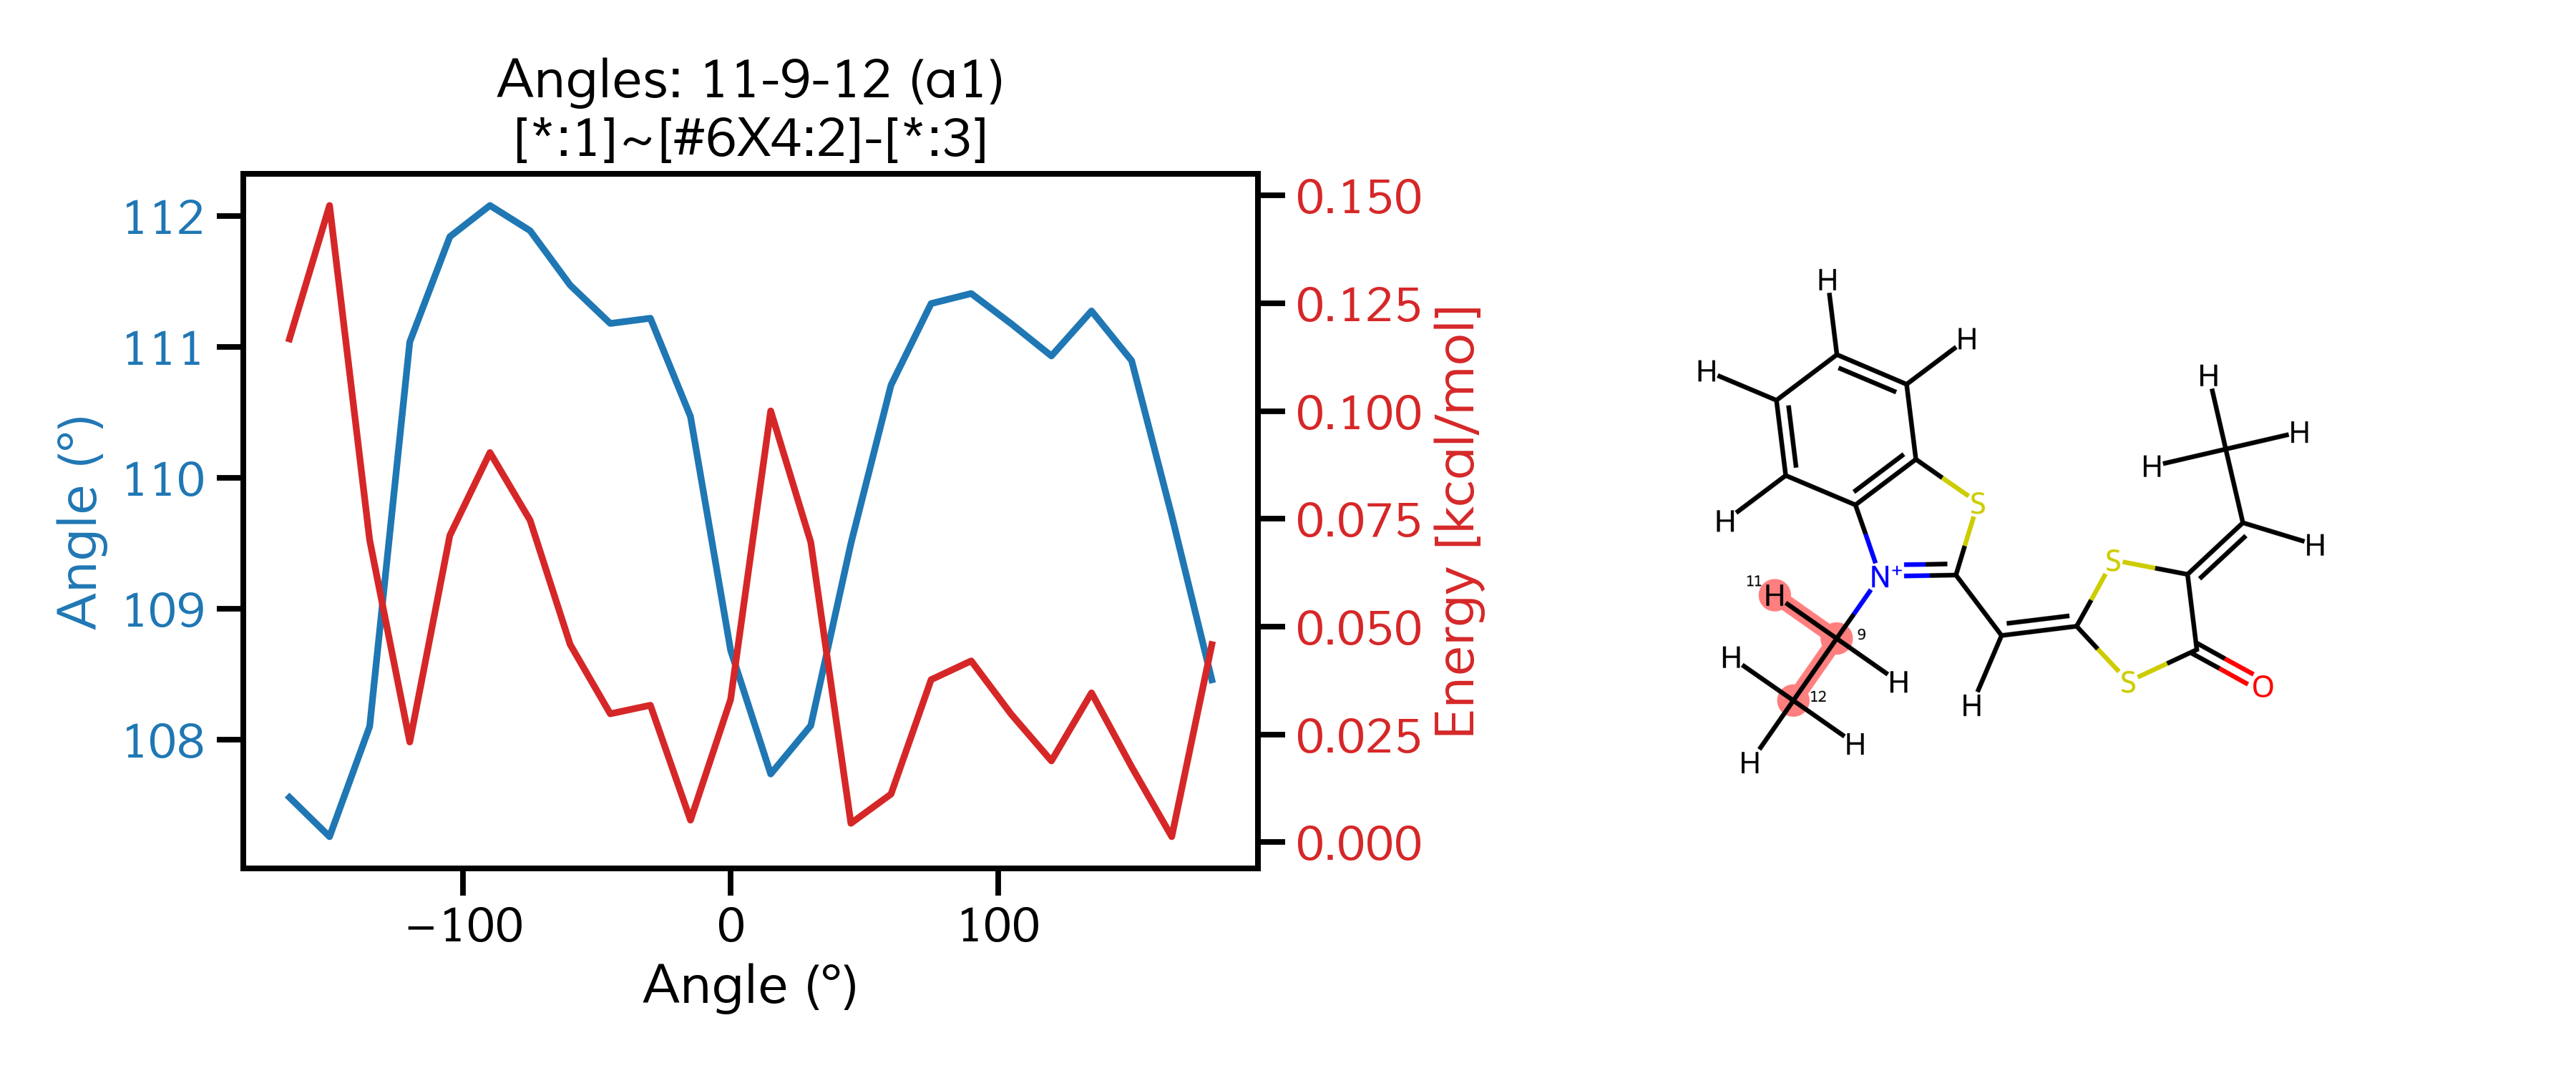 Angles: 11-9-12 (α1)
[*:1]~[#6X4:2]-[*:3]
112
111
110
109
108
Angle (°)
0.150
0.125
0.100
0.075
0.050
0.025
0.000
Energy [kcal/mol]
−100
0
100
Angle (°)
H
H
H
H
H
H
S
H
H
S
H
N+
11
H
9
H
H
12
S
O
H
H
H